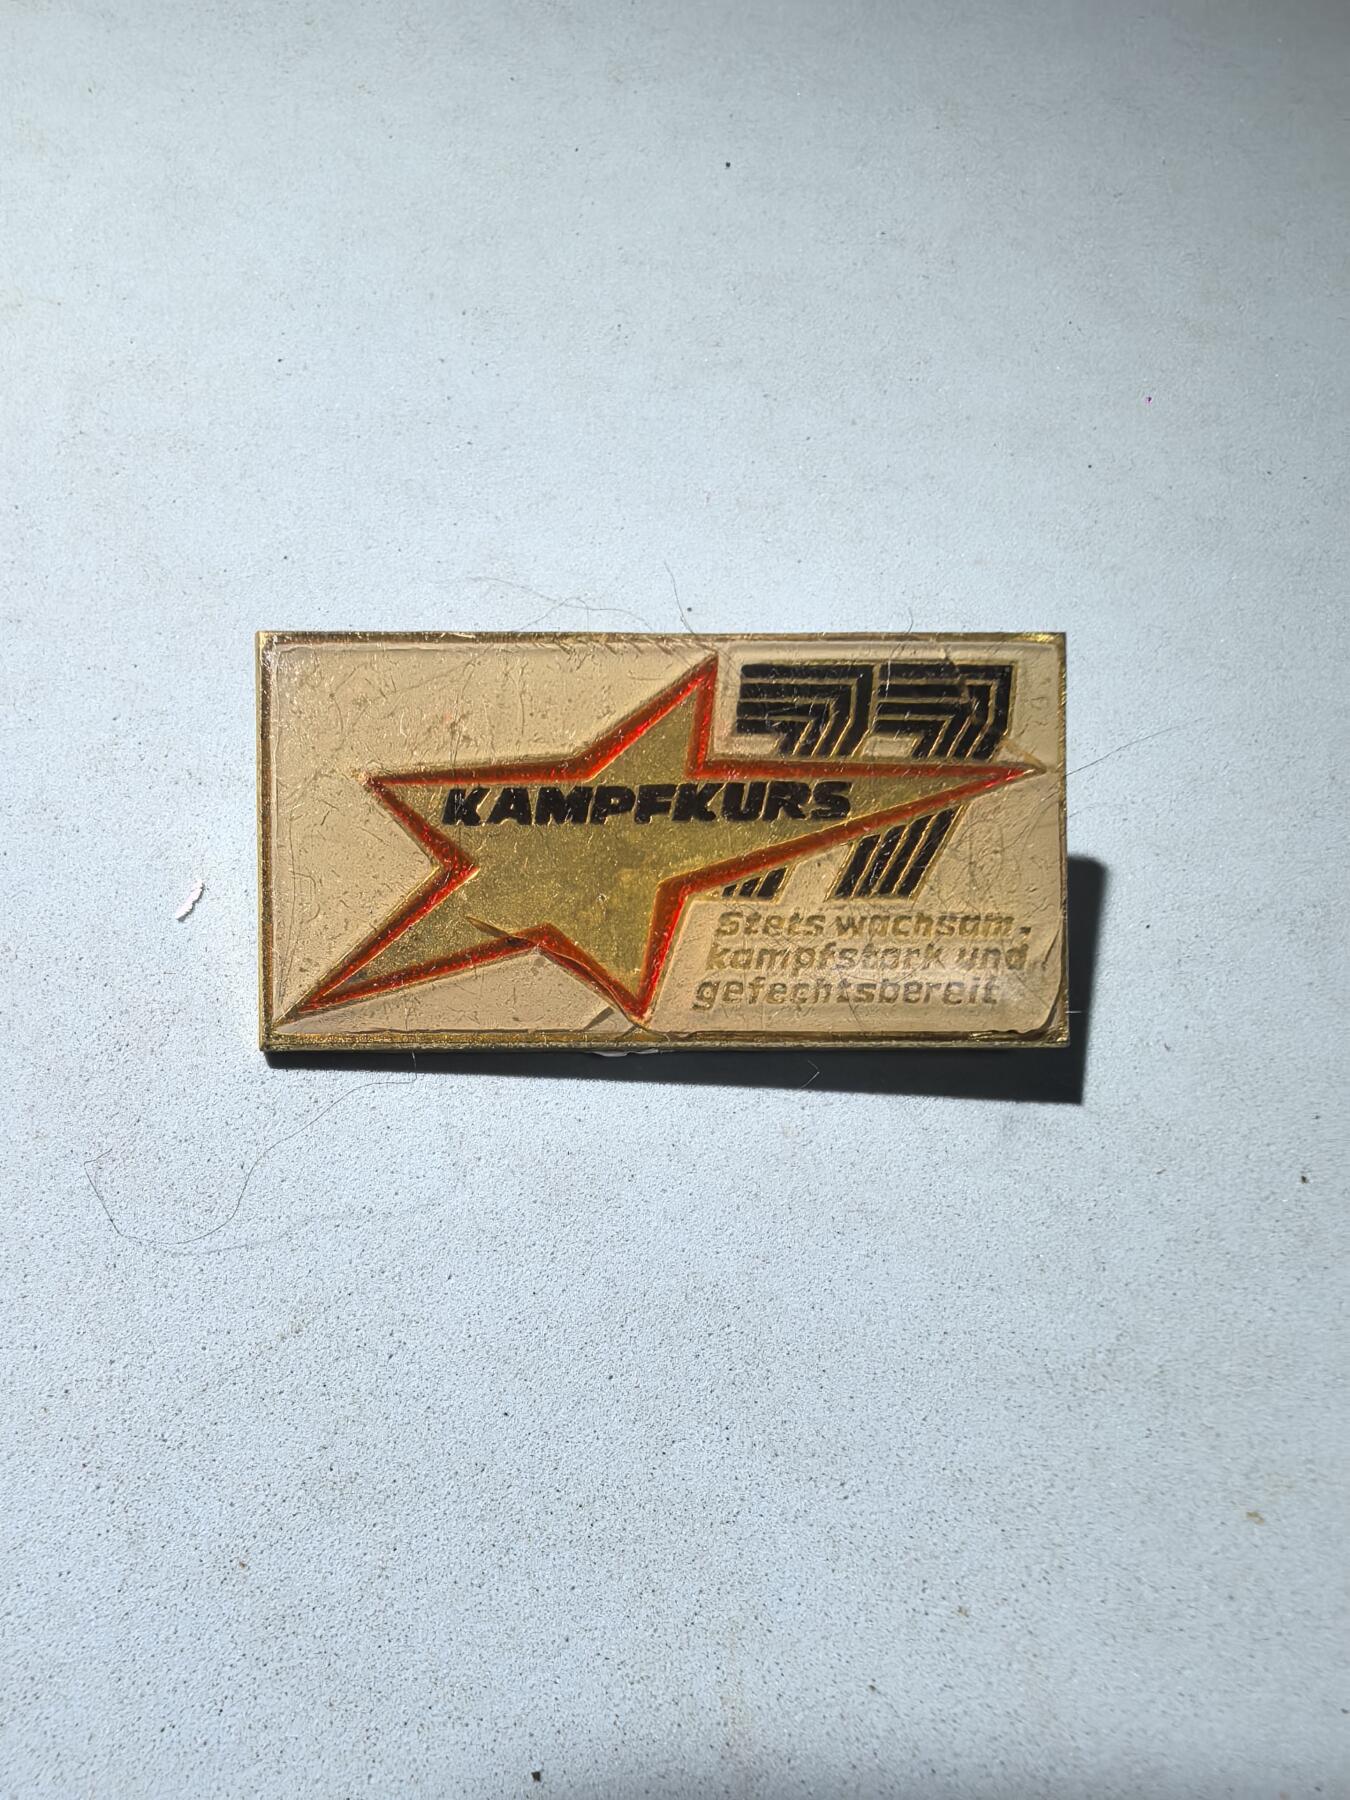 77
KAMPFKURS
Stets wachsam,
kampfstark und
gefechtsbereit